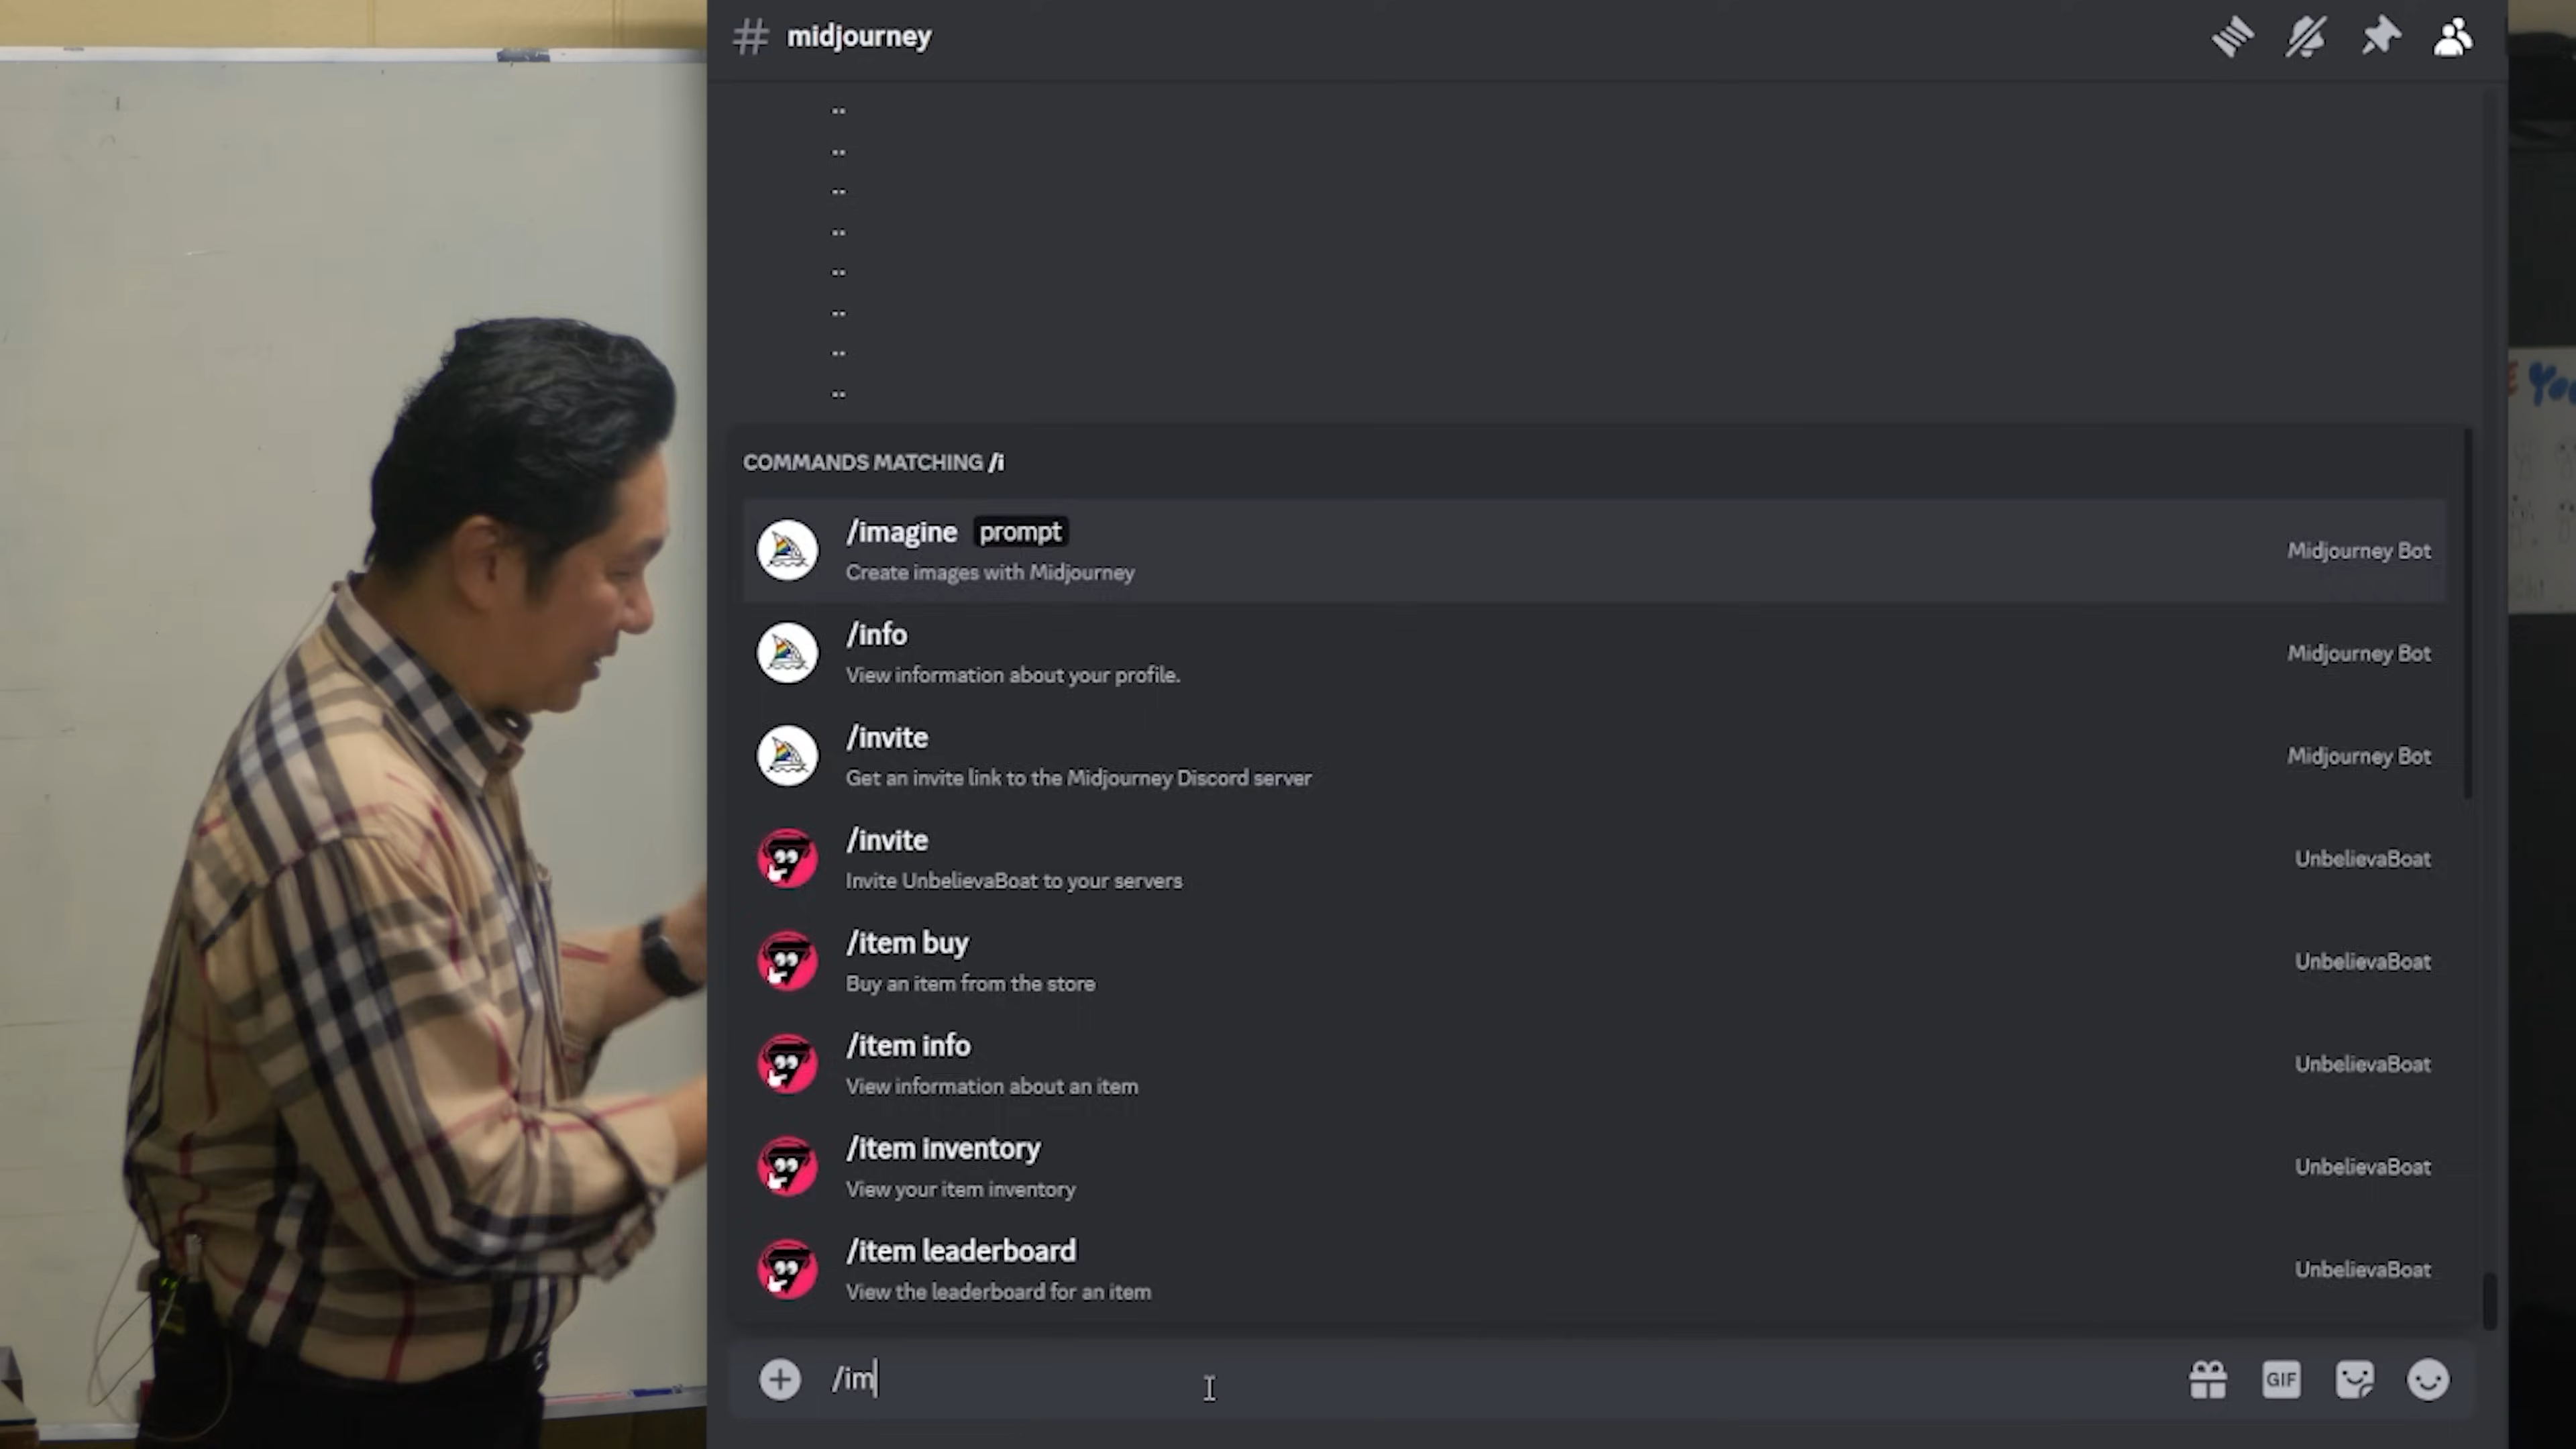 # midjourney
..
..
..
..
..
..
..
..
COMMANDS MATCHING /i
/imagine prompt
Create images with Midjourney
Midjourney Bot
/info
View information about your profile.
Midjourney Bot
/invite
Get an invite link to the Midjourney Discord server
Midjourney Bot
/invite
Invite UnbelievaBoat to your servers
UnbelievaBoat
/item buy
Buy an item from the store
UnbelievaBoat
/item info
View information about an item
UnbelievaBoat
/item inventory
View your item inventory
UnbelievaBoat
/item leaderboard
View the leaderboard for an item
UnbelievaBoat
/im
GIF